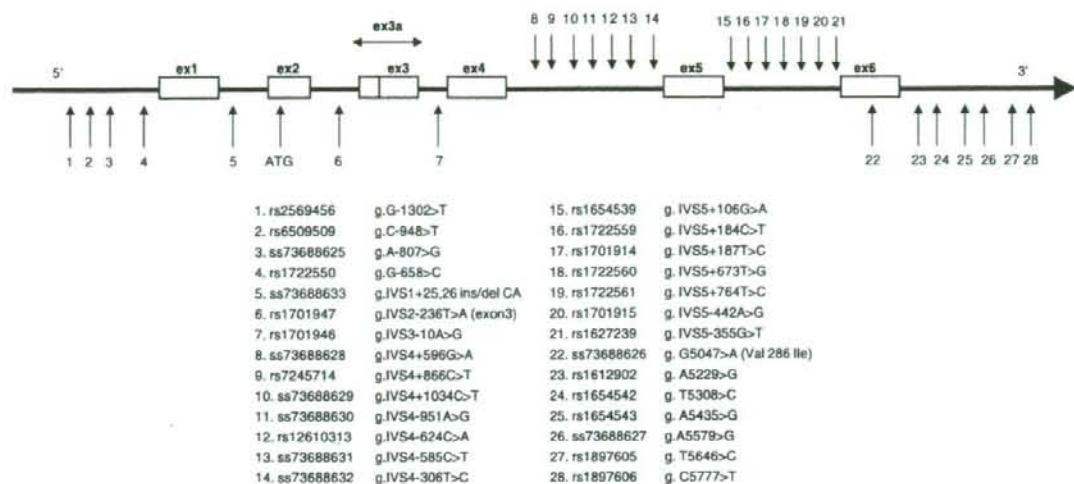 ex3a
8 9 10 11 12 13 14
15 16 17 18 19 20 21
5' ex1 ex2 ex3 ex4 ex5 ex6 3'
1 2 3 4 5 ATG 6 7 22 23 24 25 26 27 28
1. rs2569456 g.G-1302>T
2. rs6509509 g.C-948>T
3. ss73688625 g.A-807>G
4. rs1722550 g.G-658>C
5. ss73688633 g.IVS1+25,26 ins/del CA
6. rs1701947 g.IVS2-236T>A (exon3)
7. rs1701946 g.IVS3-10A>G
8. ss73688628 g.IVS4+596G>A
9. rs7245714 g.IVS4+866C>T
10. ss73688629 g.IVS4+1034C>T
11. ss73688630 g.IVS4-951A>G
12. rs12610313 g.IVS4-624C>A
13. ss73688631 g.IVS4-585C>T
14. ss73688632 g.IVS4-306T>C
15. rs1654539 g. IVS5+106G>A
16. rs1722559 g. IVS5+184C>T
17. rs1701914 g. IVS5+187T>C
18. rs1722560 g. IVS5+673T>G
19. rs1722561 g. IVS5+764T>C
20. rs1701915 g. IVS5-442A>G
21. rs1627239 g. IVS5-355G>T
22. ss73688626 g. G5047>A (Val 286 Ile)
23. rs1612902 g. A5229>G
24. rs1654542 g. T5308>C
25. rs1654543 g. A5435>G
26. ss73688627 g.A5579>G
27. rs1897605 g. T5646>C
28. rs1897606 g. C5777>T